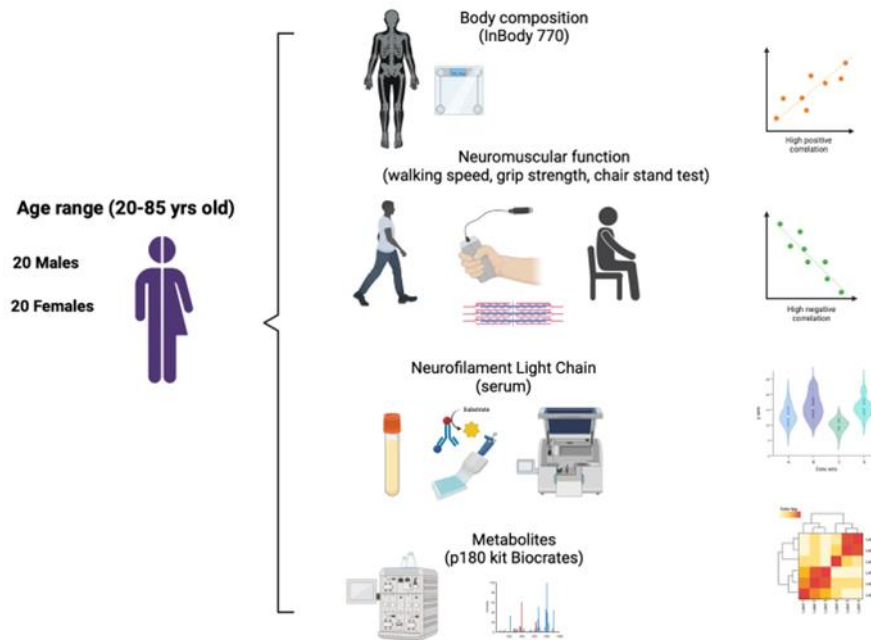 Body composition
(InBody 770)
High positive
correlation
Neuromuscular function
(walking speed, grip strength, chair stand test)
Age range (20-85 yrs old)
20 Males
20 Females
High negative
correlation
Neurofilament Light Chain
(serum)
Substrate
Data sets
Metabolites
(p180 kit Biocrates)